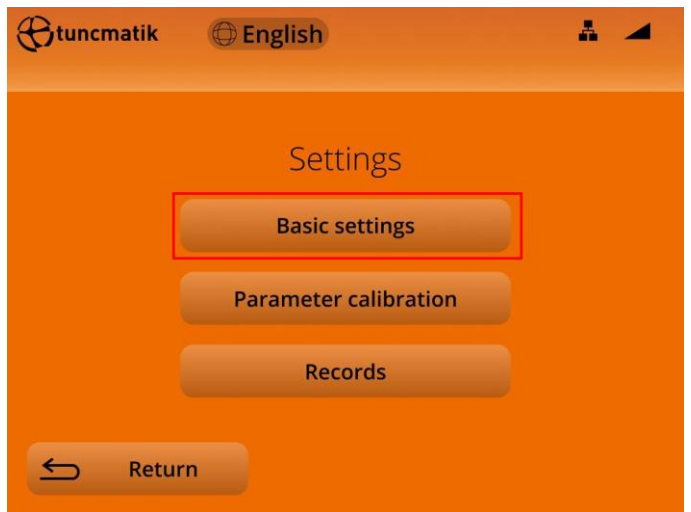 tuncmatik English
Settings
Basic settings
Parameter calibration
Records
Return